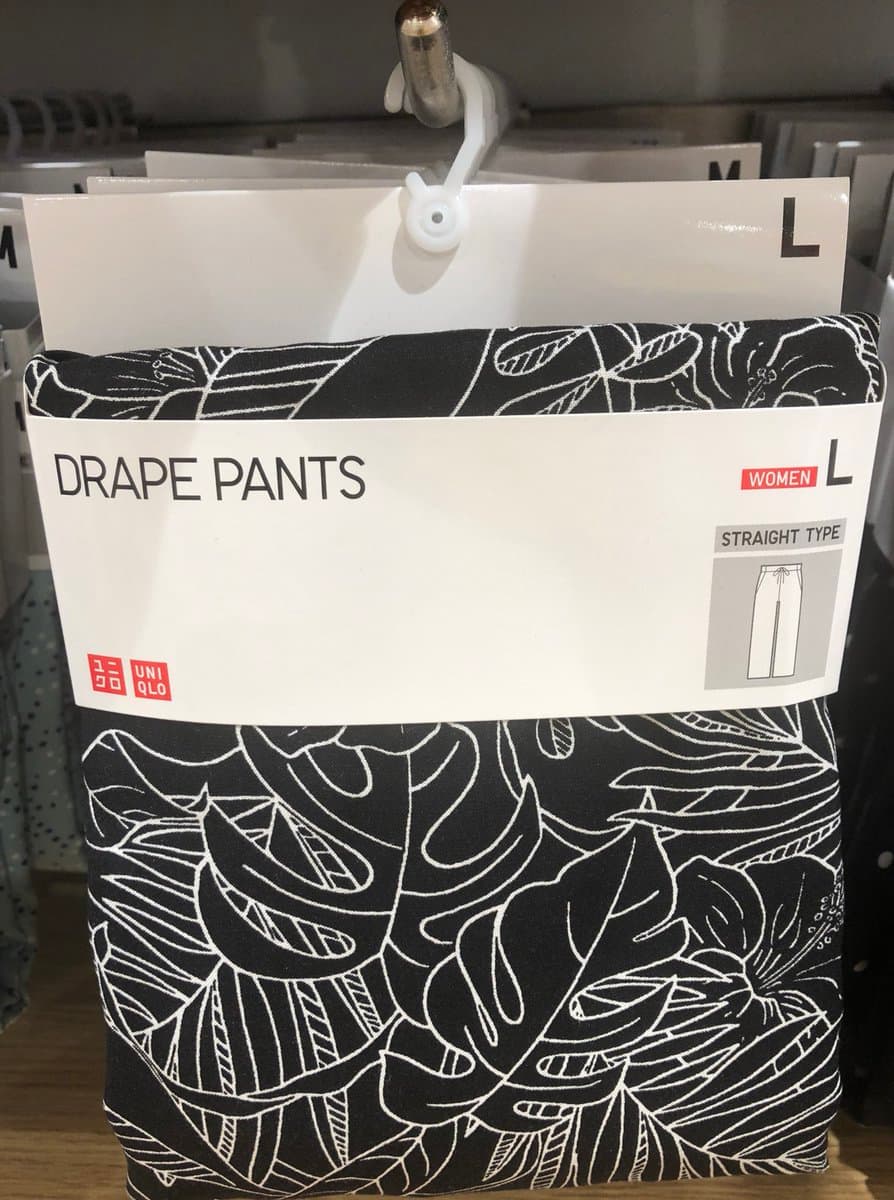 M
L
M
DRAPE PANTS
WOMEN L
STRAIGHT TYPE
ユニ
クロ
UNI
QLO